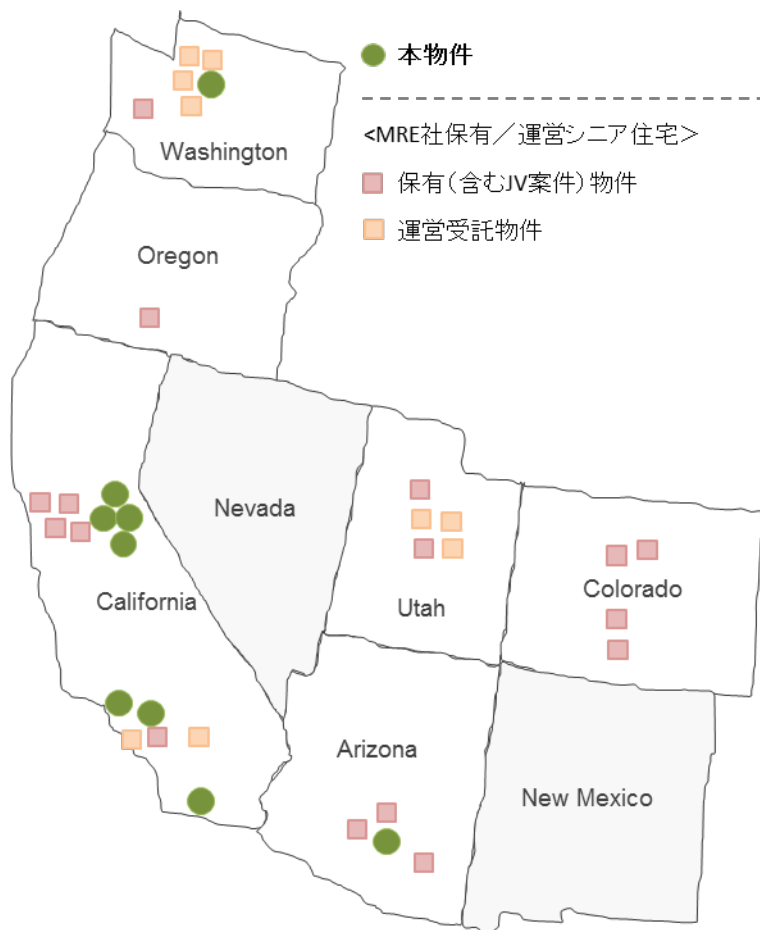 本物件
<MRE社保有／運営シニア住宅>
保有(含むJV案件)物件
運営受託物件
Washington
Oregon
Nevada
California
Utah
Colorado
Arizona
New Mexico